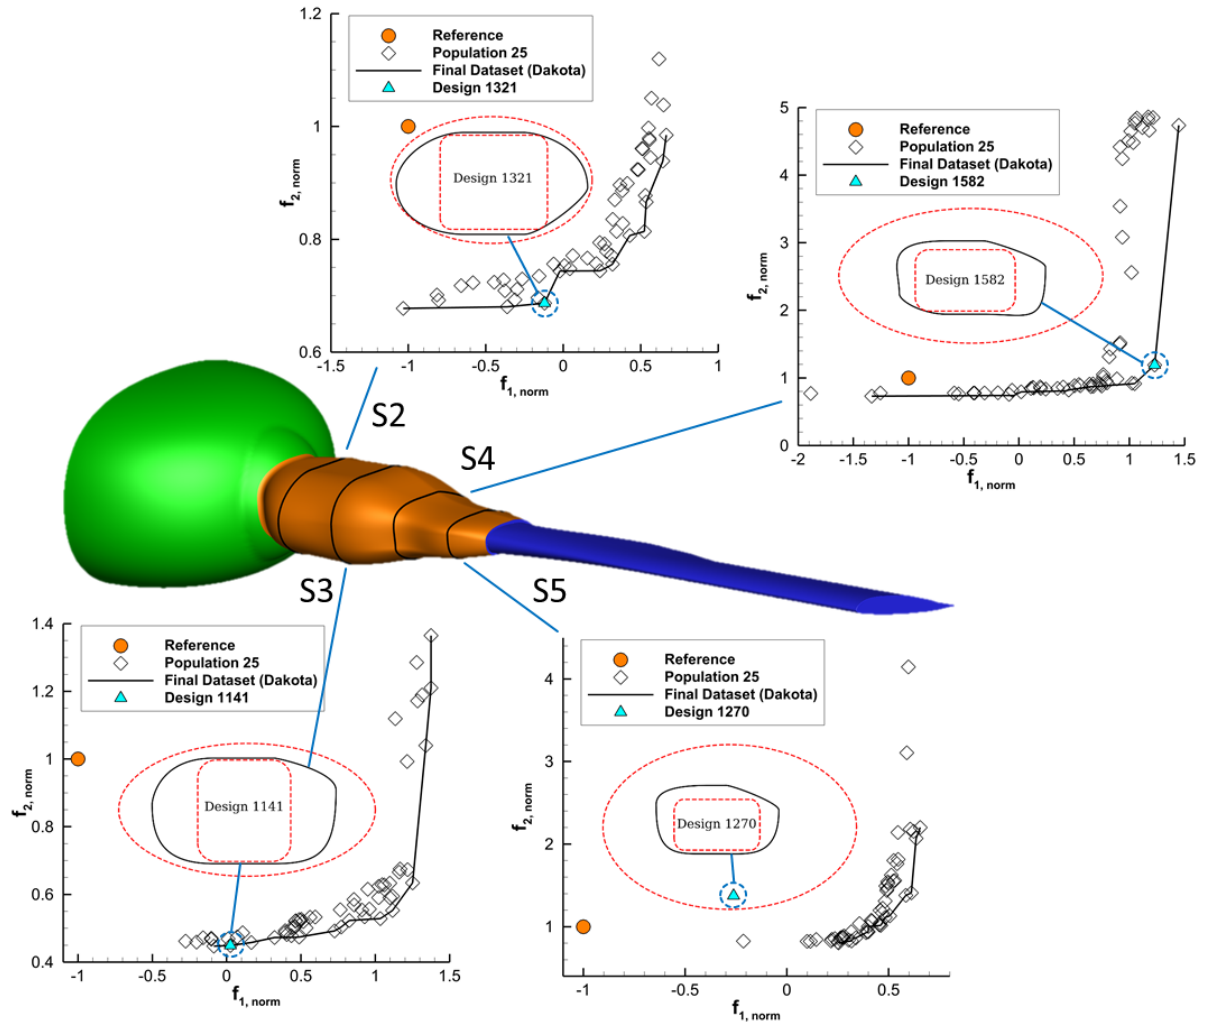 1.2
1
0.8
0.6
f2, norm
Reference
Population 25
Final Dataset (Dakota)
Design 1321
Design 1321
-1.5
-1
-0.5
0
0.5
1
f1, norm
5
4
3
2
1
0
f2, norm
Reference
Population 25
Final Dataset (Dakota)
Design 1582
Design 1582
-2
-1.5
-1
-0.5
0
0.5
1
1.5
f1, norm
S2
S4
S3
S5
1.4
1.2
1
0.8
0.6
0.4
f2, norm
Reference
Population 25
Final Dataset (Dakota)
Design 1141
Design 1141
-1
-0.5
0
0.5
1
1.5
f1, norm
4
3
2
1
f2, norm
Reference
Population 25
Final Dataset (Dakota)
Design 1270
Design 1270
-1
-0.5
0
0.5
f1, norm